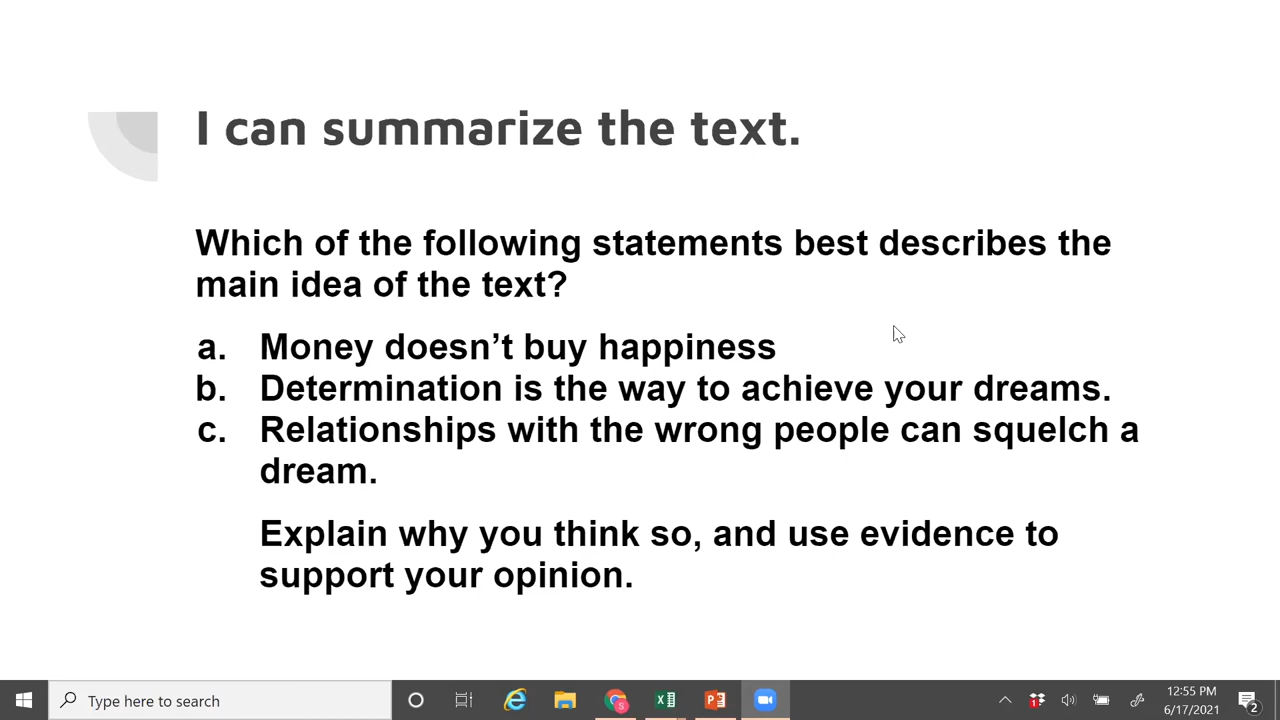 I can summarize the text.
Which of the following statements best describes the
main idea of the text?
a. Money doesn't buy happiness
b. Determination is the way to achieve your dreams.
c. Relationships with the wrong people can squelch a
dream.
Explain why you think so, and use evidence to
support your opinion.
Type here to search
12:55 PM
6/17/2021
1
2
S